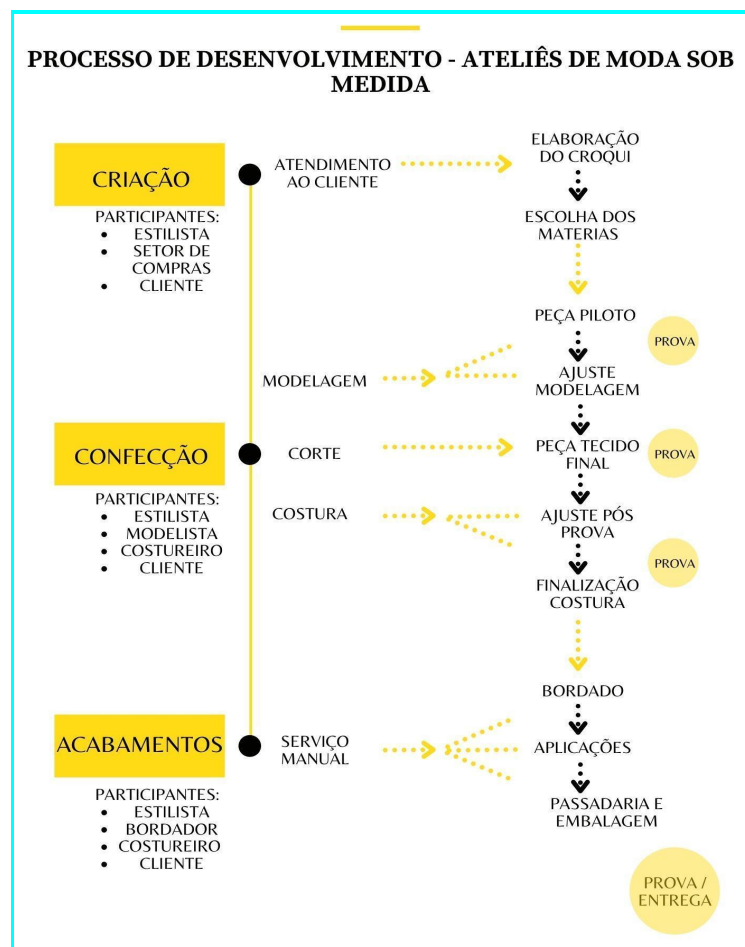 PROCESSO DE DESENVOLVIMENTO - ATELIÊS DE MODA SOB
MEDIDA
CRIAÇÃO
PARTICIPANTES:
• ESTILISTA
• SETOR DE
COMPRAS
• CLIENTE
ATENDIMENTO
AO CLIENTE
ELABORAÇÃO
DO CROQUI
ESCOLHA DOS
MATERIAS
PEÇA PILOTO
PROVA
MODELAGEM
AJUSTE
MODELAGEM
CONFECÇÃO
PARTICIPANTES:
• ESTILISTA
• MODELISTA
• COSTUREIRO
• CLIENTE
CORTE
PEÇA TECIDO
FINAL
PROVA
COSTURA
AJUSTE PÓS
PROVA
PROVA
FINALIZAÇÃO
COSTURA
ACABAMENTOS
PARTICIPANTES:
• ESTILISTA
• BORDADOR
• COSTUREIRO
• CLIENTE
SERVIÇO
MANUAL
BORDADO
APLICAÇÕES
PASSADARIA E
EMBALAGEM
PROVA /
ENTREGA